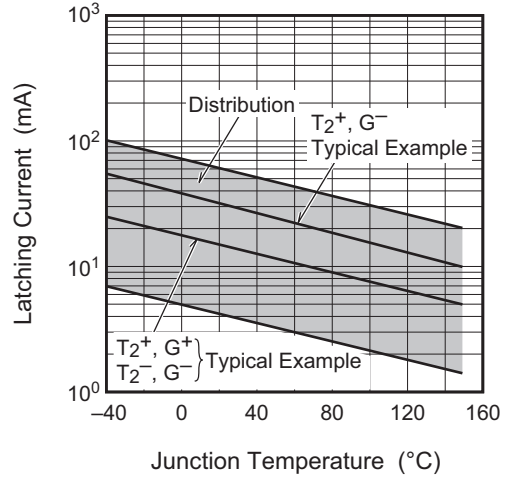 10³
10²
10¹
10⁰
Latching Current (mA)
Distribution
T₂⁺, G⁻
Typical Example
T₂⁺, G⁺
T₂⁻, G⁻
} Typical Example
–40 0 40 80 120 160
Junction Temperature (°C)